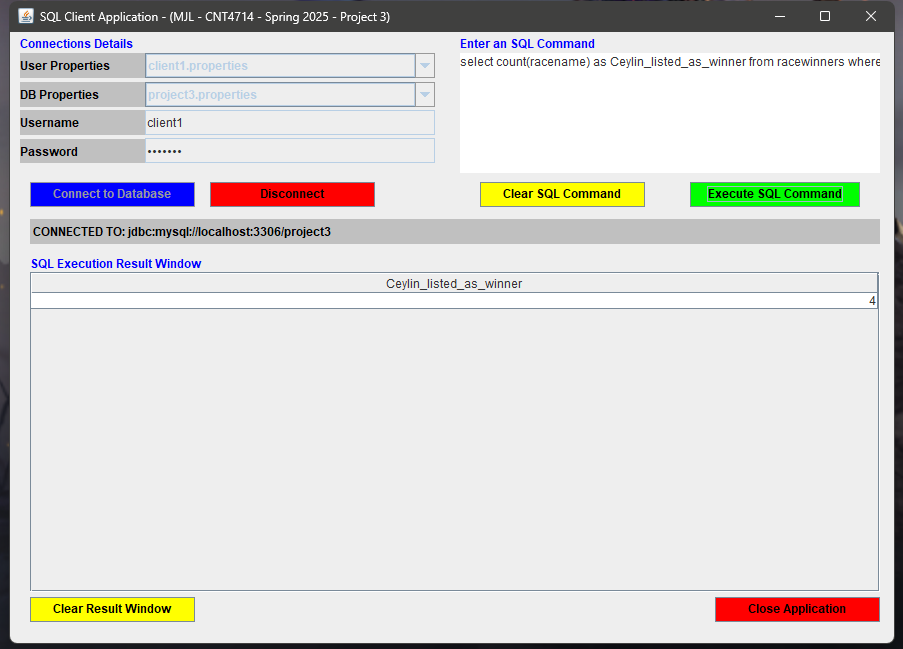 SQL Client Application - (MJL - CNT4714 - Spring 2025 - Project 3)
Connections Details
Enter an SQL Command
User Properties client1.properties
select count(racename) as Ceylin_listed_as_winner from racewinners where
DB Properties project3.properties
Username client1
Password •••••••
Connect to Database Disconnect Clear SQL Command Execute SQL Command
CONNECTED TO: jdbc:mysql://localhost:3306/project3
SQL Execution Result Window
Ceylin_listed_as_winner
4
Clear Result Window Close Application